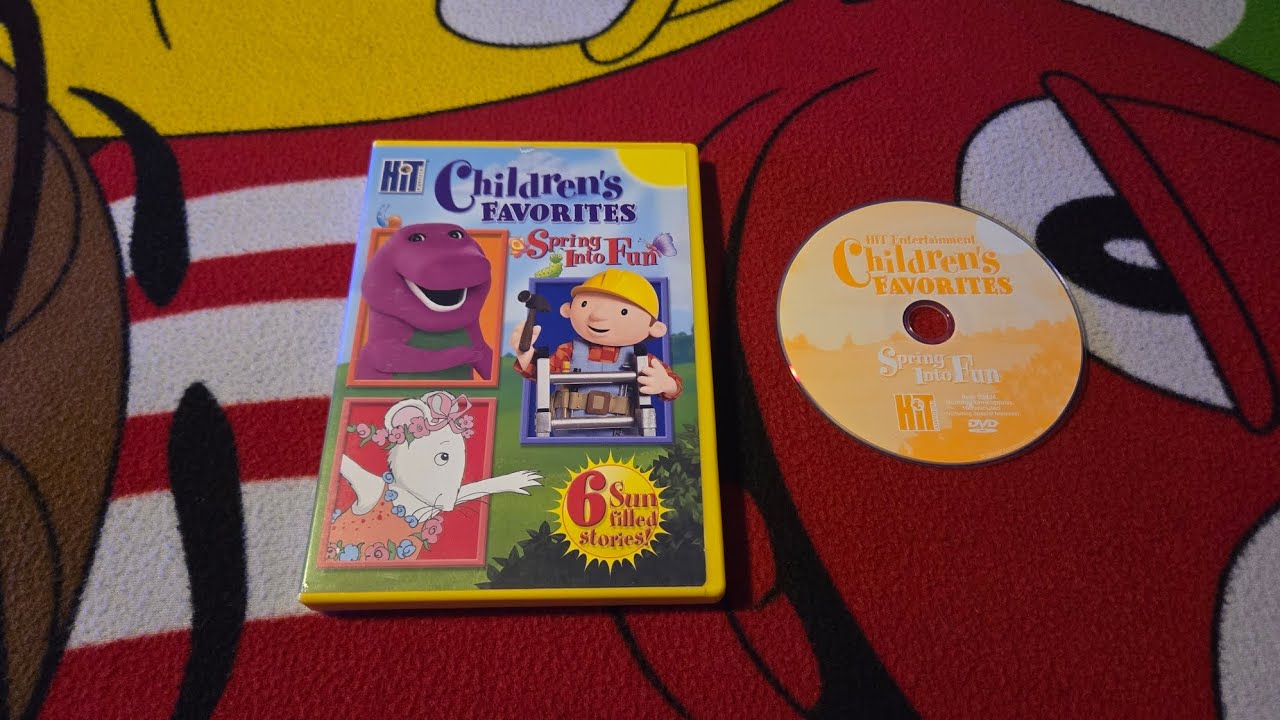 HiT
Children's
FAVORITES
Spring
Into Fun
6 Sun
filled
stories!
HIT Entertainment
Children's
FAVORITES
Spring
Into Fun
HiT
DVD